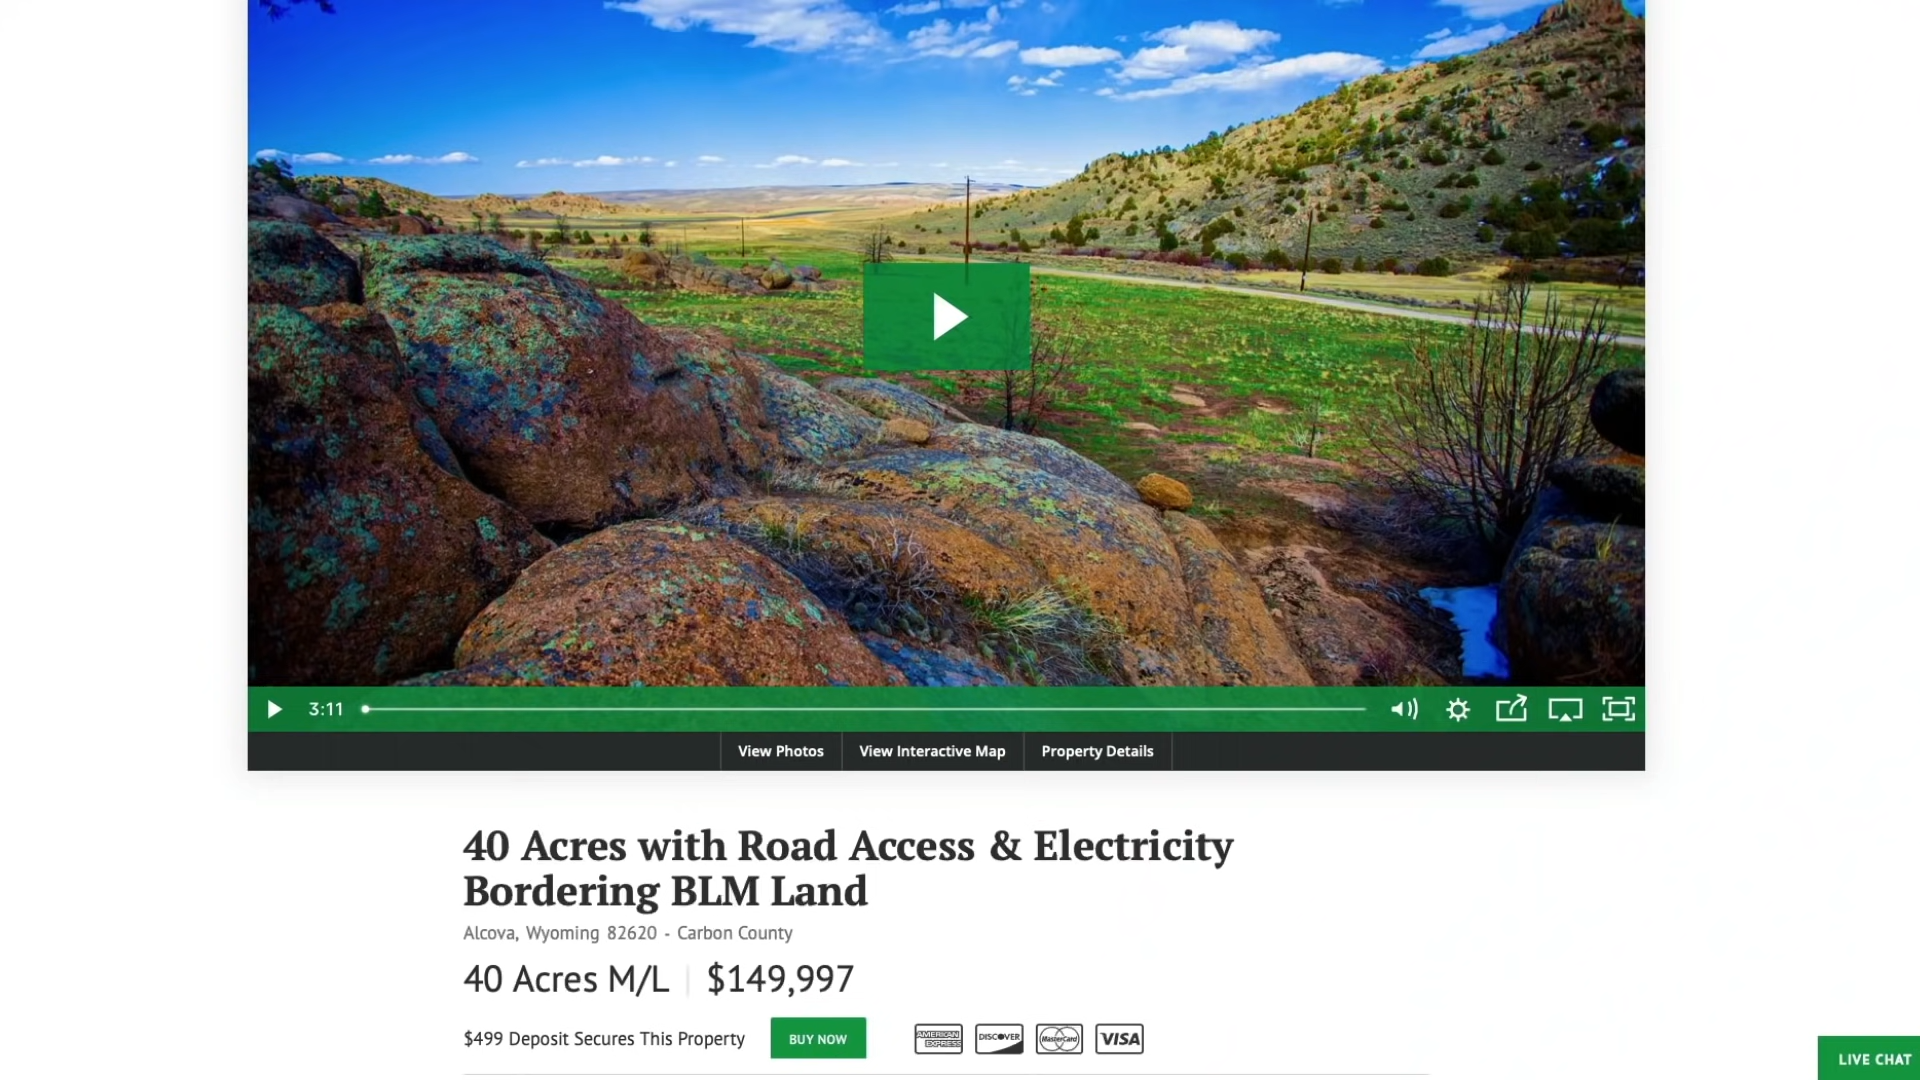 3:11
View Photos
View Interactive Map
Property Details
40 Acres with Road Access & Electricity
Bordering BLM Land
Alcova, Wyoming 82620 - Carbon County
40 Acres M/L | $149,997
$499 Deposit Secures This Property
BUY NOW
AMERICAN
EXPRESS
DISCOVER
MasterCard
VISA
LIVE CHAT